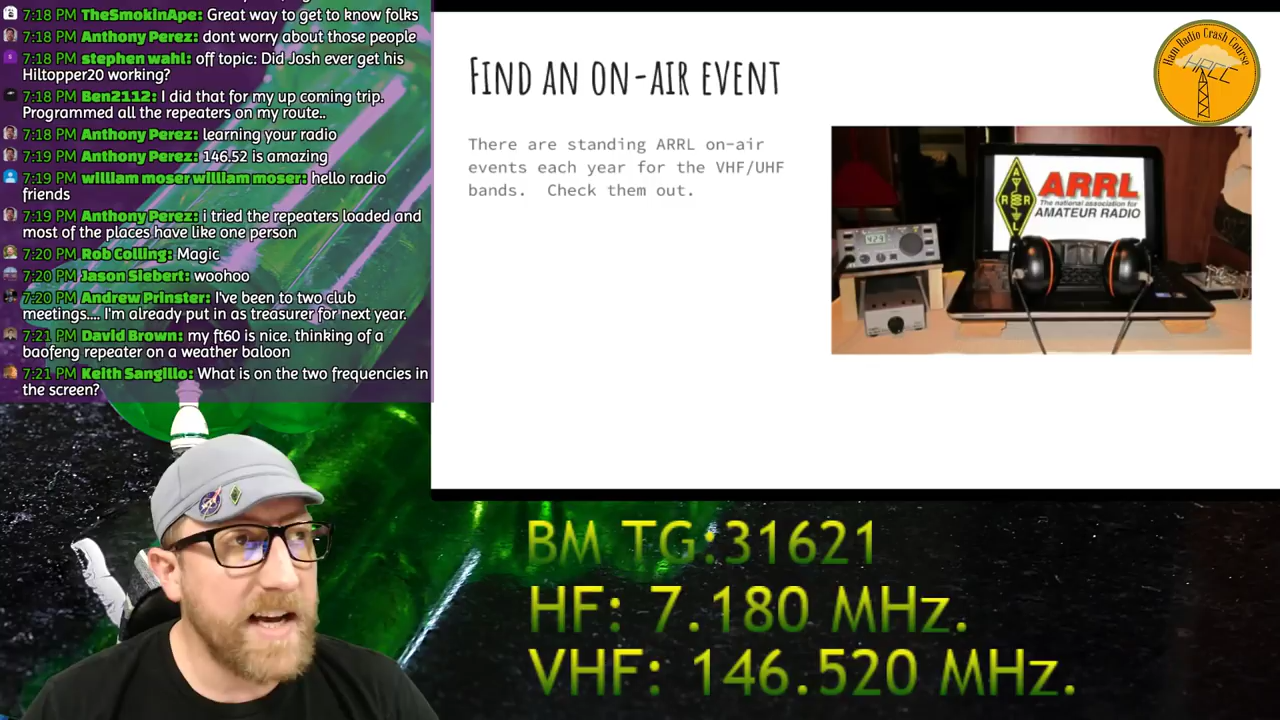 7:18 PM TheSmokinApe: Great way to get to know folks
7:18 PM Anthony Perez: dont worry about those people
7:18 PM stephen wahl: off topic: Did Josh ever get his
Hiltopper20 working?
7:18 PM Ben2112: I did that for my up coming trip.
Programmed all the repeaters on my route..
7:18 PM Anthony Perez: learning your radio
7:19 PM Anthony Perez: 146.52 is amazing
7:19 PM william moser william moser: hello radio
friends
7:19 PM Anthony Perez: i tried the repeaters loaded and
most of the places have like one person
7:20 PM Rob Colling: Magic
7:20 PM Jason Siebert: woohoo
7:20 PM Andrew Prinster: I've been to two club
meetings.... I'm already put in as treasurer for next year.
7:21 PM David Brown: my ft60 is nice. thinking of a
baofeng repeater on a weather baloon
7:21 PM Keith Sangillo: What is on the two frequencies in
the screen?
FIND AN ON-AIR EVENT
There are standing ARRL on-air
events each year for the VHF/UHF
bands. Check them out.
Ham Radio Crash Course
HRCC
ARRL
The national association for
AMATEUR RADIO
BM TG:31621
HF: 7.180 MHz.
VHF: 146.520 MHz.